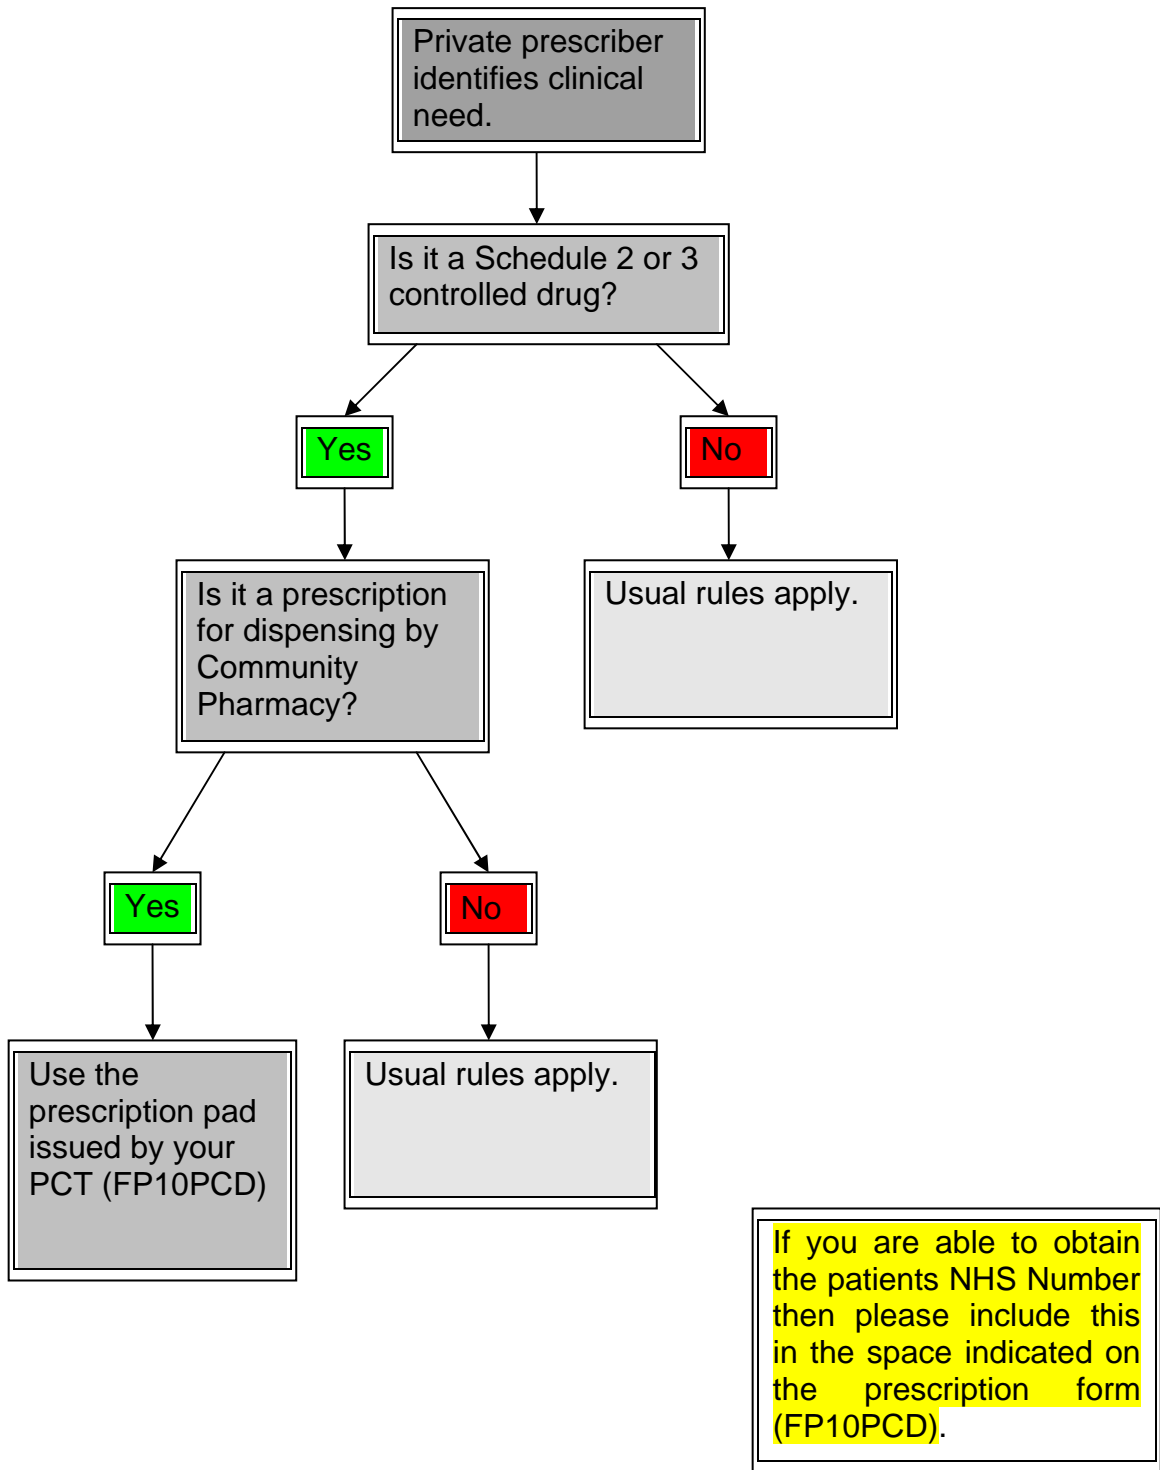 Private prescriber
identifies clinical
need.
Is it a Schedule 2 or 3
controlled drug?
Yes
No
Is it a prescription
for dispensing by
Community
Pharmacy?
Usual rules apply.
Yes
No
Use the
prescription pad
issued by your
PCT (FP10PCD)
Usual rules apply.
If you are able to obtain
the patients NHS Number
then please include this
in the space indicated on
the prescription form
(FP10PCD).